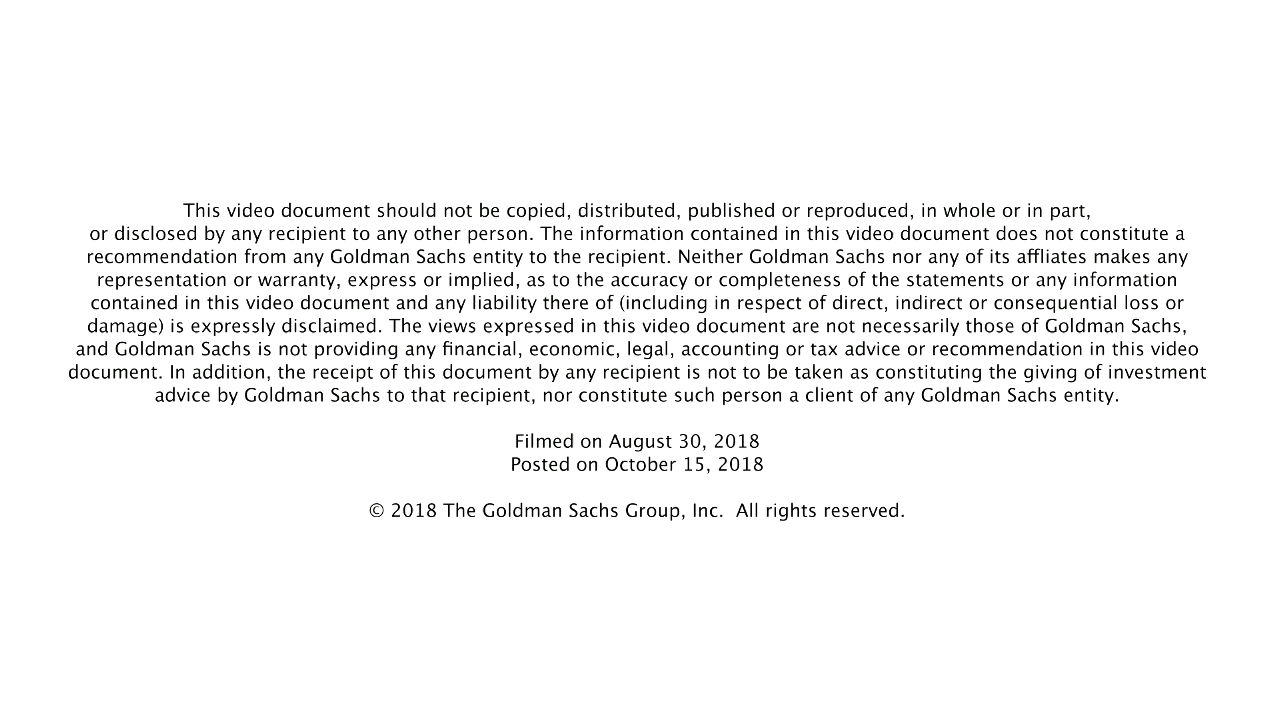 This video document should not be copied, distributed, published or reproduced, in whole or in part,
or disclosed by any recipient to any other person. The information contained in this video document does not constitute a
recommendation from any Goldman Sachs entity to the recipient. Neither Goldman Sachs nor any of its affliates makes any
representation or warranty, express or implied, as to the accuracy or completeness of the statements or any information
contained in this video document and any liability there of (including in respect of direct, indirect or consequential loss or
damage) is expressly disclaimed. The views expressed in this video document are not necessarily those of Goldman Sachs,
and Goldman Sachs is not providing any financial, economic, legal, accounting or tax advice or recommendation in this video
document. In addition, the receipt of this document by any recipient is not to be taken as constituting the giving of investment
advice by Goldman Sachs to that recipient, nor constitute such person a client of any Goldman Sachs entity.
Filmed on August 30, 2018
Posted on October 15, 2018
© 2018 The Goldman Sachs Group, Inc.  All rights reserved.